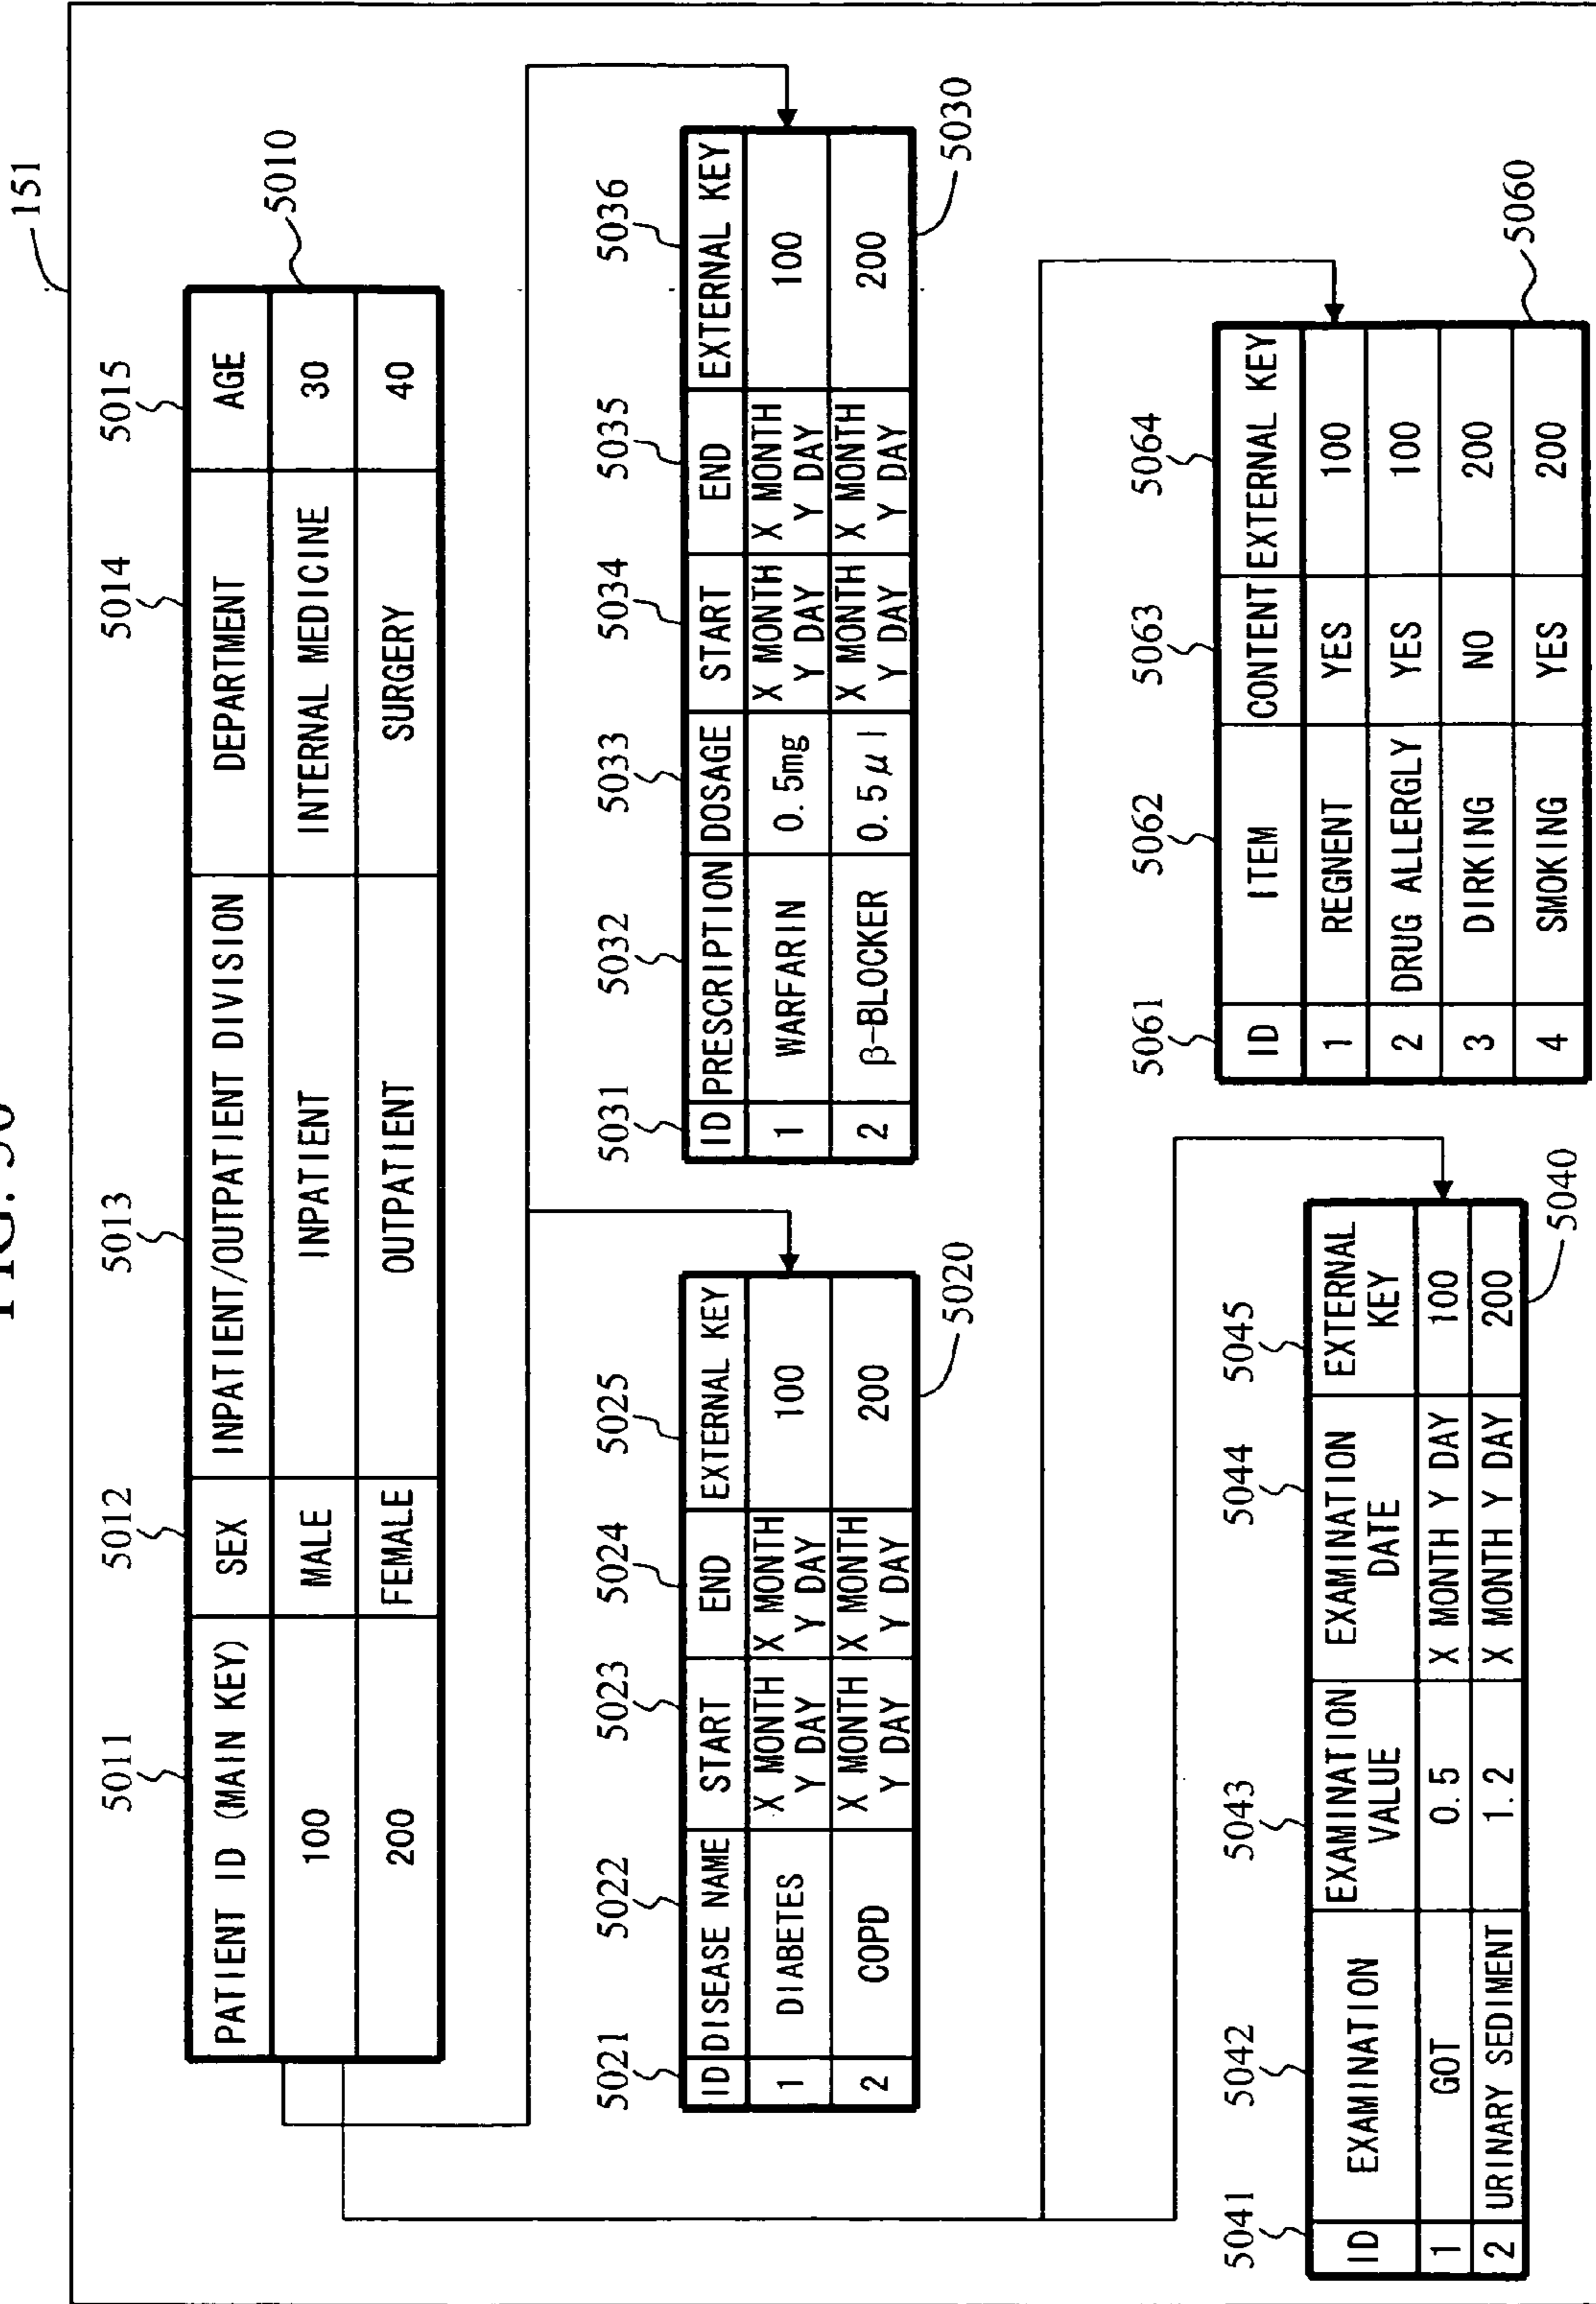 151
5011 5012 5013 5014 5015
PATIENT ID (MAIN KEY) SEX INPATIENT/OUTPATIENT DIVISION DEPARTMENT AGE
100 MALE INPATIENT INTERNAL MEDICINE 30
200 FEMALE OUTPATIENT SURGERY 40
5010
5021 5022 5023 5024 5025
ID DISEASE NAME START END EXTERNAL KEY
1 DIABETES X MONTH Y DAY X MONTH Y DAY 100
2 COPD X MONTH Y DAY X MONTH Y DAY 200
5020
5031 5032 5033 5034 5035 5036
ID PRESCRIPTION DOSAGE START END EXTERNAL KEY
1 WARFARIN 0.5mg X MONTH Y DAY X MONTH Y DAY 100
2 β-BLOCKER 0.5μl X MONTH Y DAY X MONTH Y DAY 200
5030
5041 5042 5043 5044 5045
ID EXAMINATION EXAMINATION VALUE EXAMINATION DATE EXTERNAL KEY
1 GOT 0.5 X MONTH Y DAY 100
2 URINARY SEDIMENT 1.2 X MONTH Y DAY 200
5040
5061 5062 5063 5064
ID ITEM CONTENT EXTERNAL KEY
1 REGNENT YES 100
2 DRUG ALLERGLY YES 100
3 DIRKING NO 200
4 SMOKING YES 200
5060